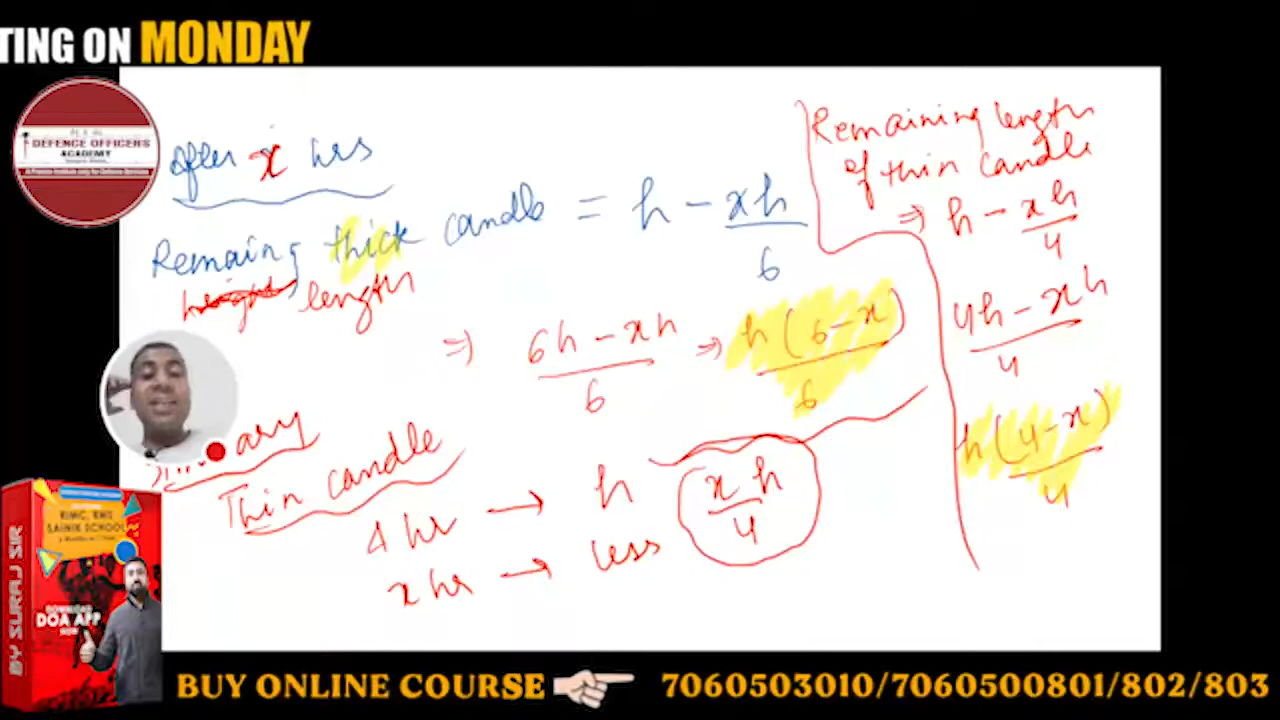 TING ON MONDAY
DEFENCE OFFICERS
ACADEMY
After x hrs
Remaining thick candle = h - xh/6
height length
⇒ 6h - xh/6 ⇒ h(6-x)/6
Remaining length
of thin candle
⇒ h - xh/4
4h - xh/4
h(4-x)/4
Thin candle
4 hr → h
x hr → less xh/4
BY SURAJ SIR
RIMC, RMS
SAINIK SCHOOL
DOWNLOAD
DOA APP
NOW
BUY ONLINE COURSE 7060503010/7060500801/802/803